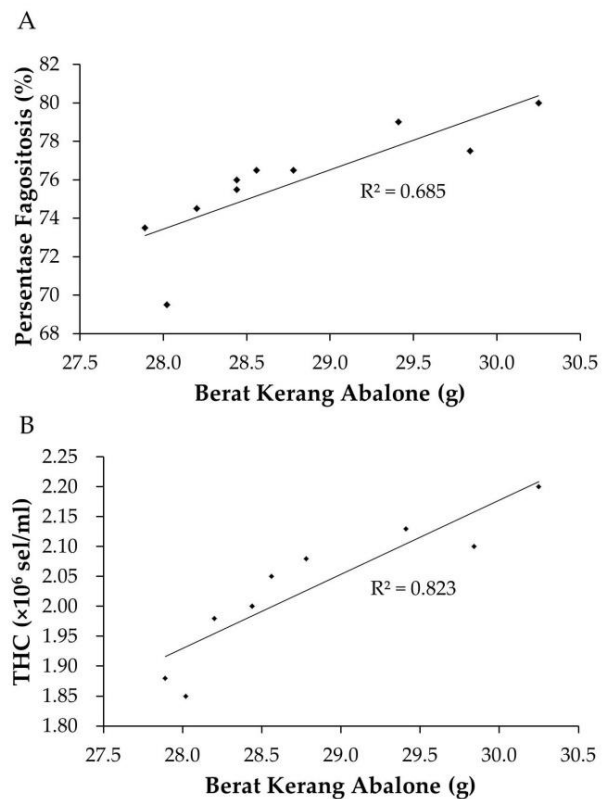 A
Persentase Fagositosis (%)
82
80
78
76
74
72
70
68
R² = 0.685
27.5 28.0 28.5 29.0 29.5 30.0 30.5
Berat Kerang Abalone (g)
B
THC (×10⁶ sel/ml)
2.25
2.20
2.15
2.10
2.05
2.00
1.95
1.90
1.85
1.80
R² = 0.823
27.5 28.0 28.5 29.0 29.5 30.0 30.5
Berat Kerang Abalone (g)